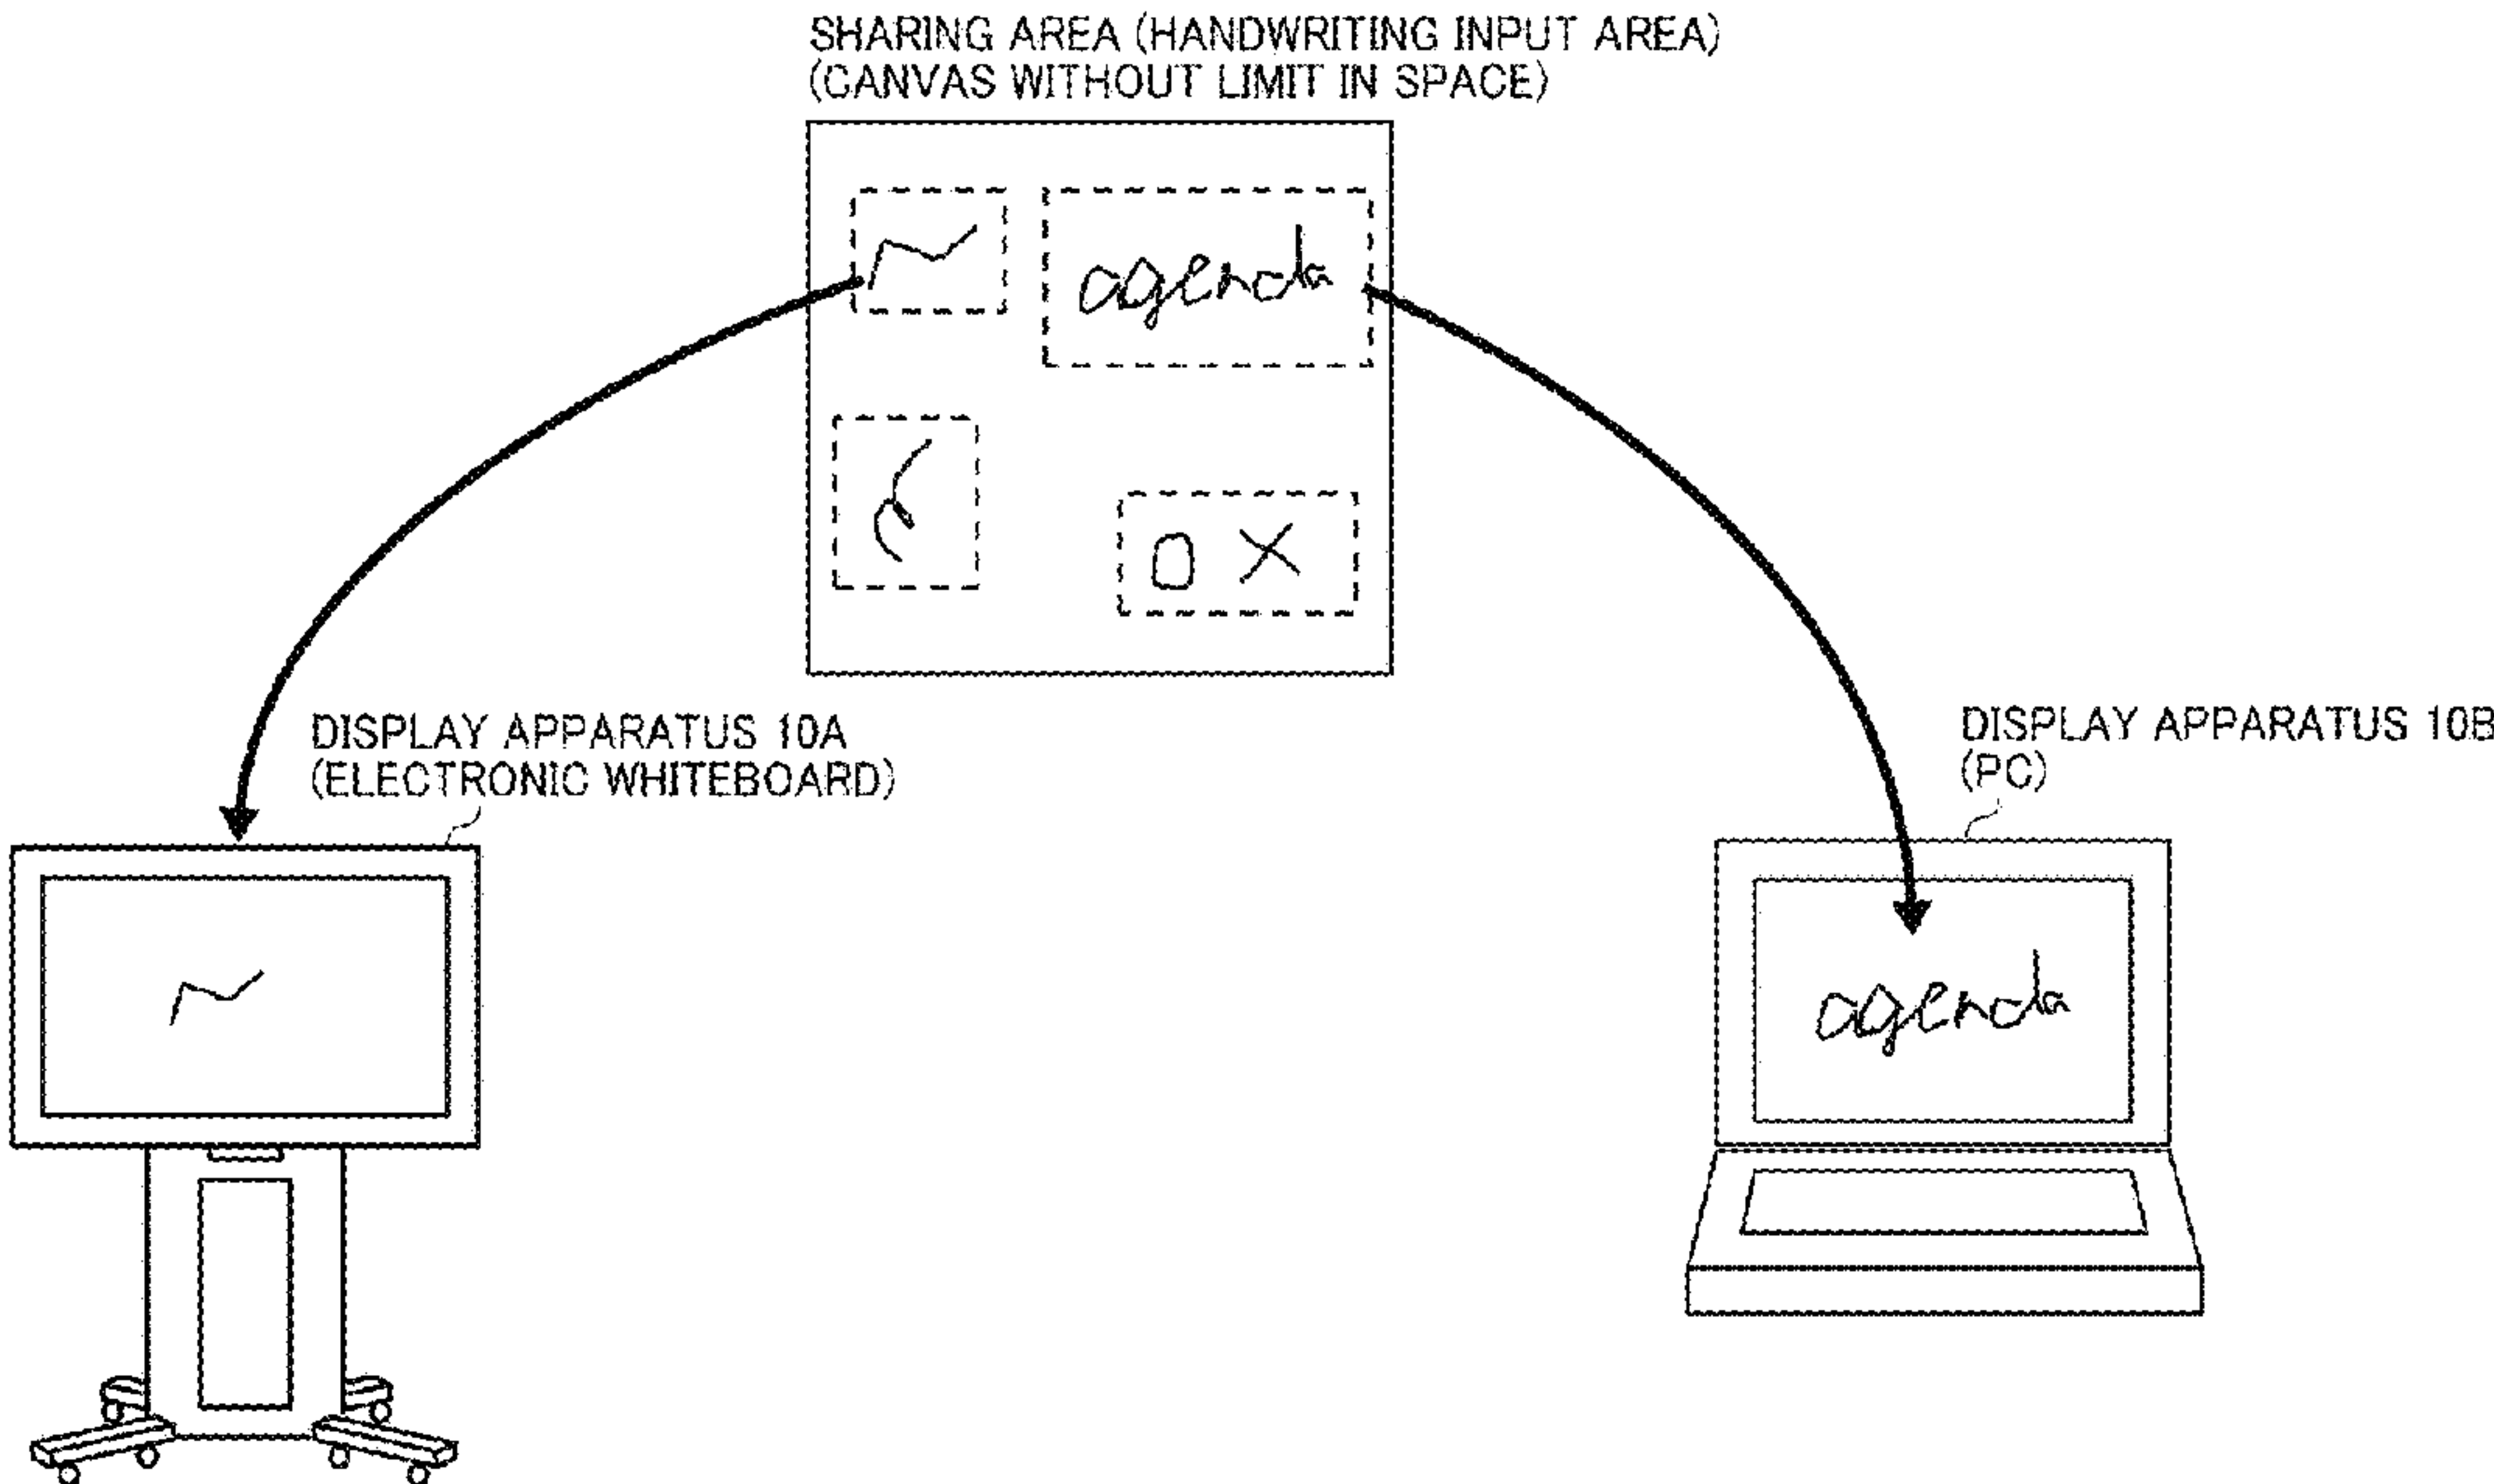 SHARING AREA (HANDWRITING INPUT AREA)
(CANVAS WITHOUT LIMIT IN SPACE)
agenda
O X
DISPLAY APPARATUS 10A
(ELECTRONIC WHITEBOARD)
DISPLAY APPARATUS 10B
(PC)
agenda